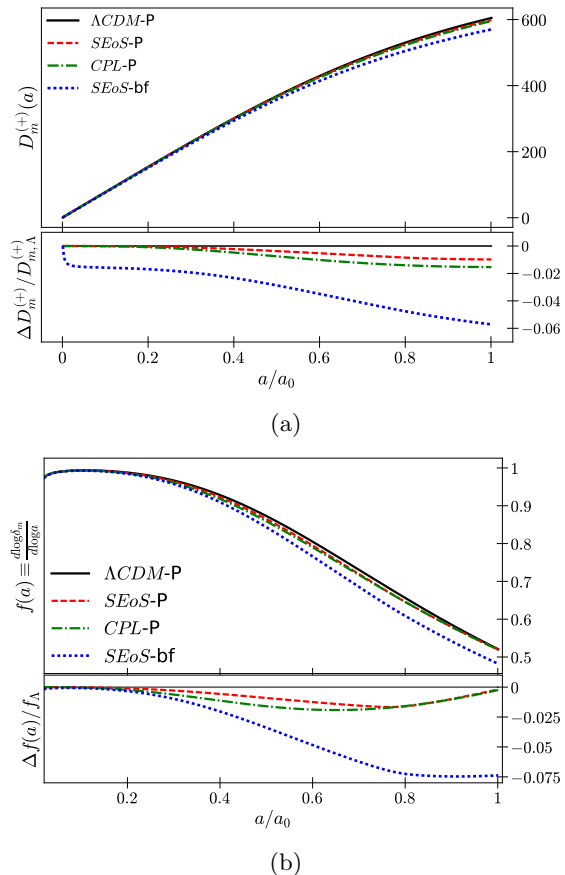 ΛCDM-P
SEoS-P
CPL-P
SEoS-bf
D_m^{(+)}(a)
600
400
200
0
ΔD_m^{(+)}/D_{m,Λ}^{(+)}
0
−0.02
−0.04
−0.06
0 0.2 0.4 0.6 0.8 1
a/a_0
(a)
f(a) ≡ dlogδ_m/dloga
1
0.9
0.8
0.7
0.6
0.5
ΛCDM-P
SEoS-P
CPL-P
SEoS-bf
Δf(a)/f_Λ
0
−0.025
−0.05
−0.075
0.2 0.4 0.6 0.8 1
a/a_0
(b)